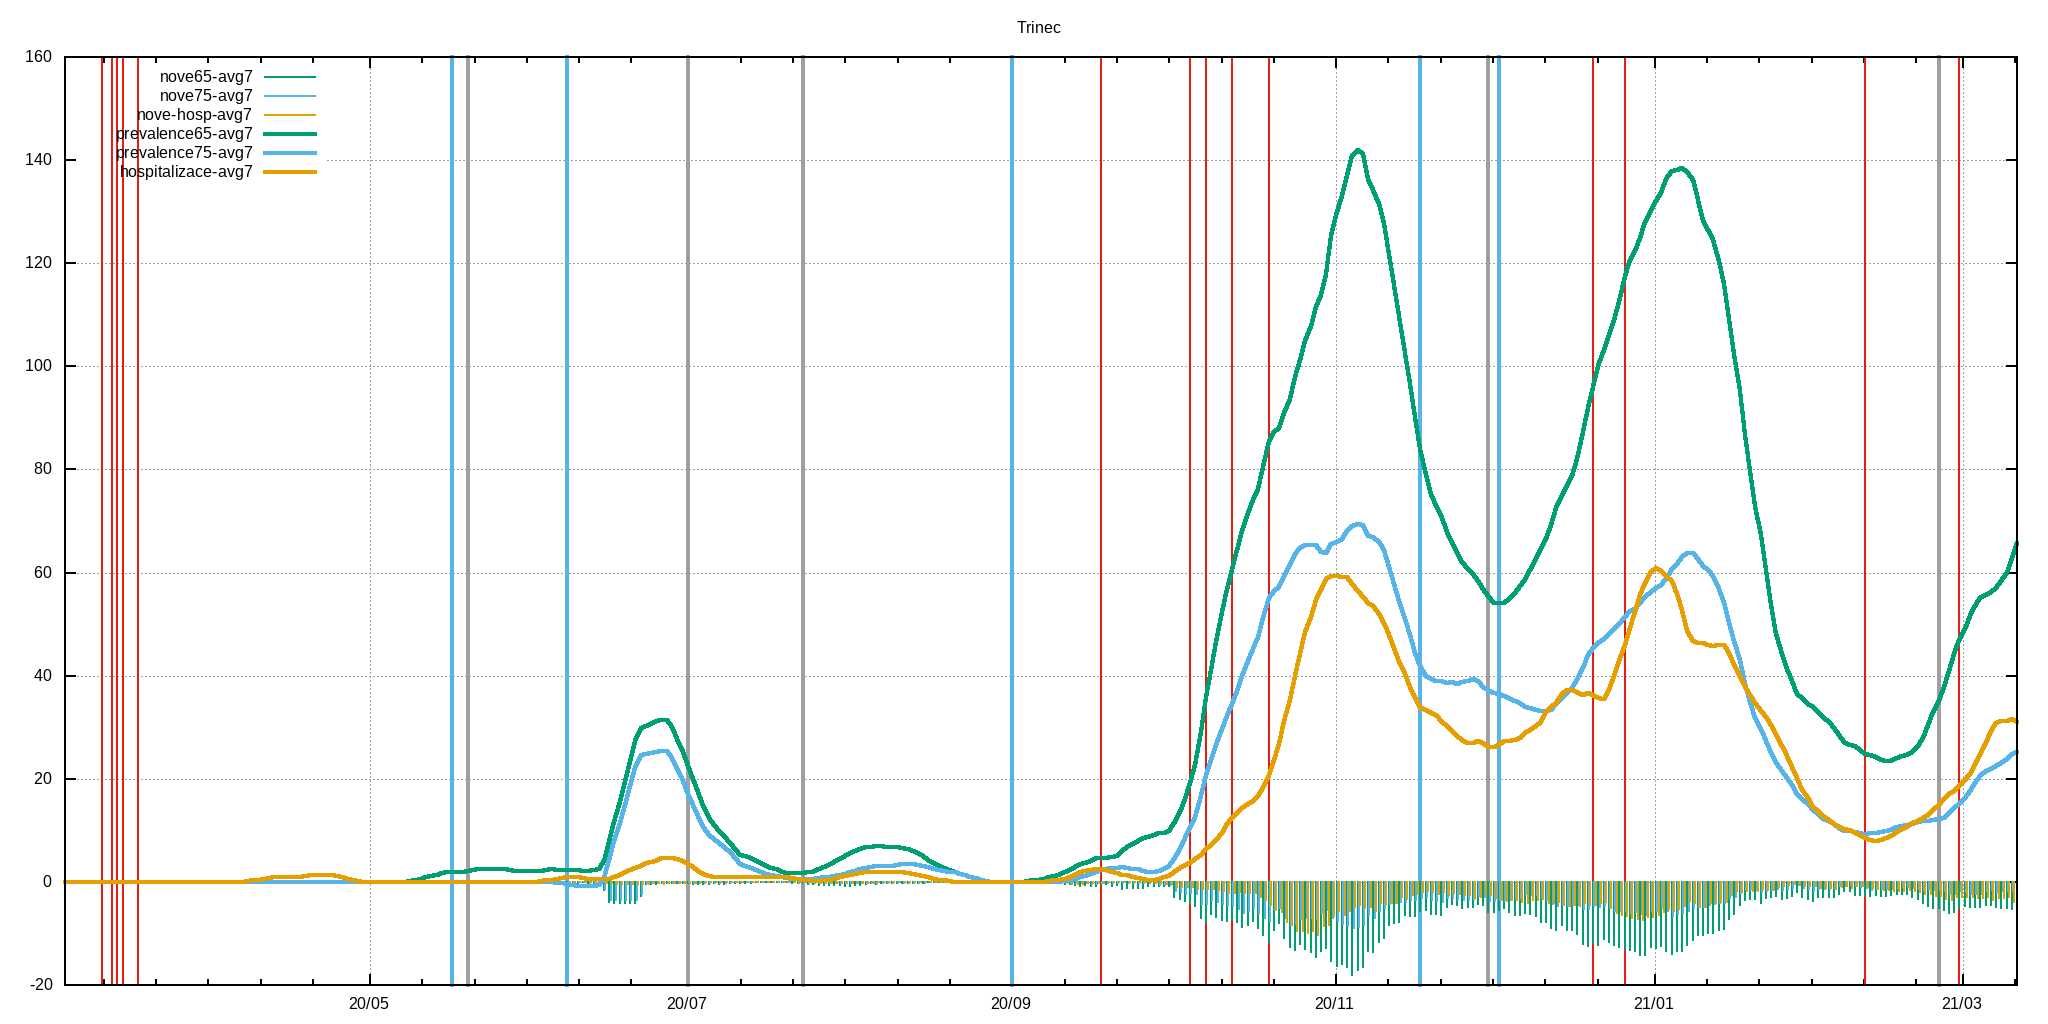 Trinec
160
nove65-avg7
nove75-avg7
nove-hosp-avg7
prevalence65-avg7
prevalence75-avg7
hospitalizace-avg7
140
120
100
80
60
40
20
0
-20
20/05 20/07 20/09 20/11 21/01 21/03